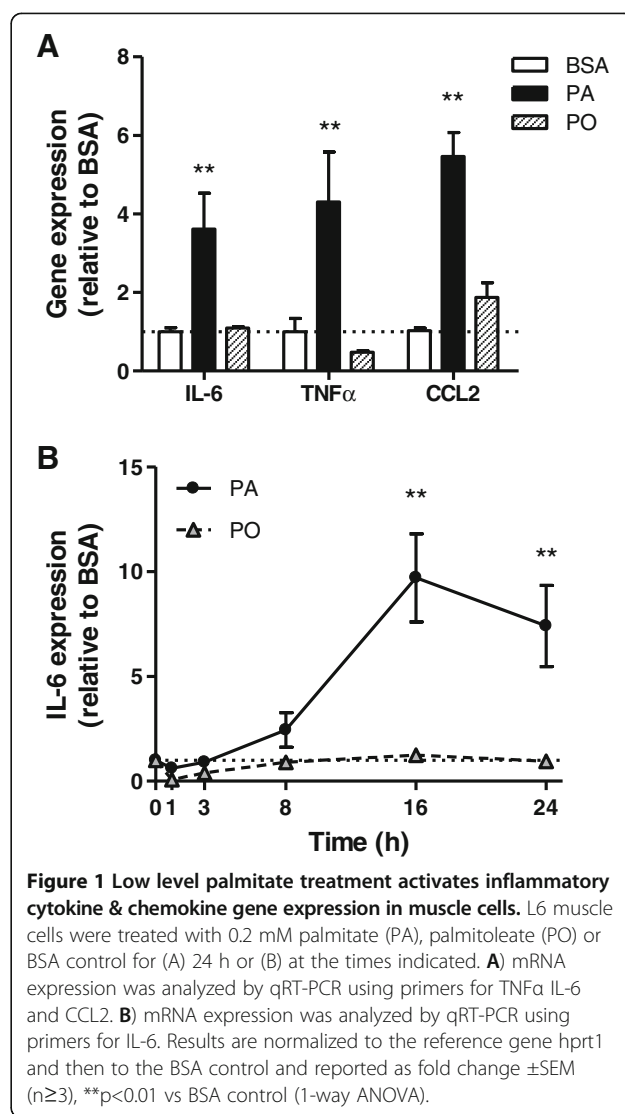 A
Gene expression
(relative to BSA)
8
6
4
2
0
BSA
PA
PO
**
**
**
IL-6
TNFα
CCL2
B
IL-6 expression
(relative to BSA)
15
10
5
0
PA
PO
**
**
0 1 3 8 16 24
Time (h)
Figure 1 Low level palmitate treatment activates inflammatory
cytokine & chemokine gene expression in muscle cells. L6 muscle
cells were treated with 0.2 mM palmitate (PA), palmitoleate (PO) or
BSA control for (A) 24 h or (B) at the times indicated. A) mRNA
expression was analyzed by qRT-PCR using primers for TNFα IL-6
and CCL2. B) mRNA expression was analyzed by qRT-PCR using
primers for IL-6. Results are normalized to the reference gene hprt1
and then to the BSA control and reported as fold change ±SEM
(n≥3), **p<0.01 vs BSA control (1-way ANOVA).